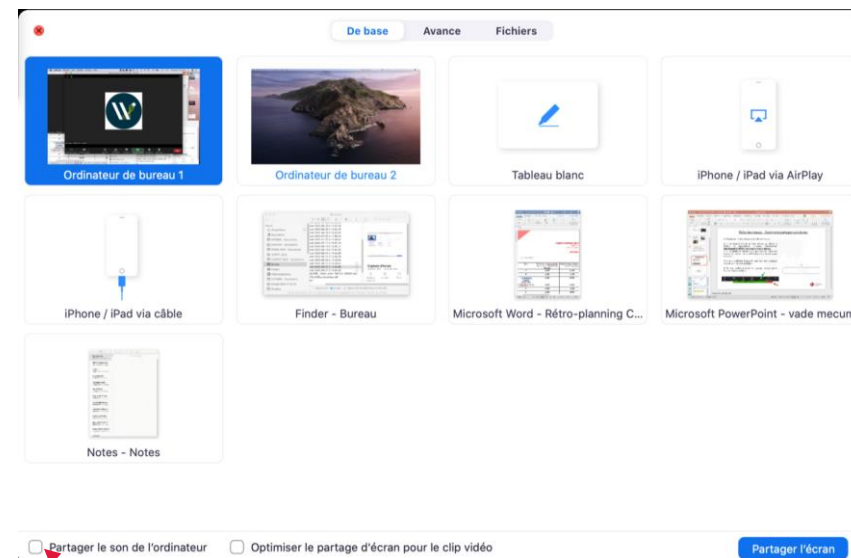 De base Avance Fichiers
Ordinateur de bureau 1 Ordinateur de bureau 2 Tableau blanc iPhone / iPad via AirPlay
iPhone / iPad via câble Finder - Bureau Microsoft Word - Rétro-planning C... Microsoft PowerPoint - vade mecum
Notes - Notes
Partager le son de l'ordinateur Optimiser le partage d'écran pour le clip vidéo Partager l'écran